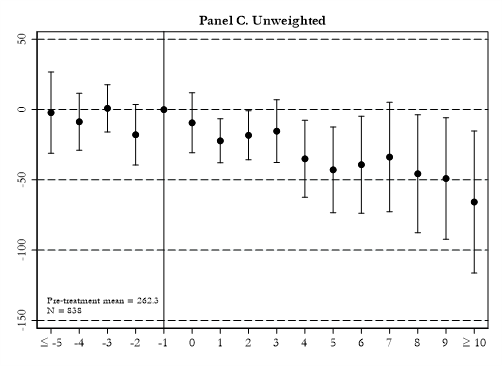 Panel C. Unweighted
50
0
-50
-100
-150
Pre-treatment mean = 262.3
N = 838
≤ -5 -4 -3 -2 -1 0 1 2 3 4 5 6 7 8 9 ≥ 10